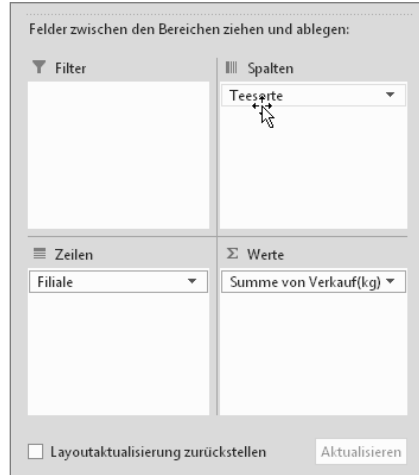 Felder zwischen den Bereichen ziehen und ablegen:
Filter
Spalten
Teesorte
Zeilen
Σ Werte
Filiale
Summe von Verkauf(kg)
Layoutaktualisierung zurückstellen
Aktualisieren